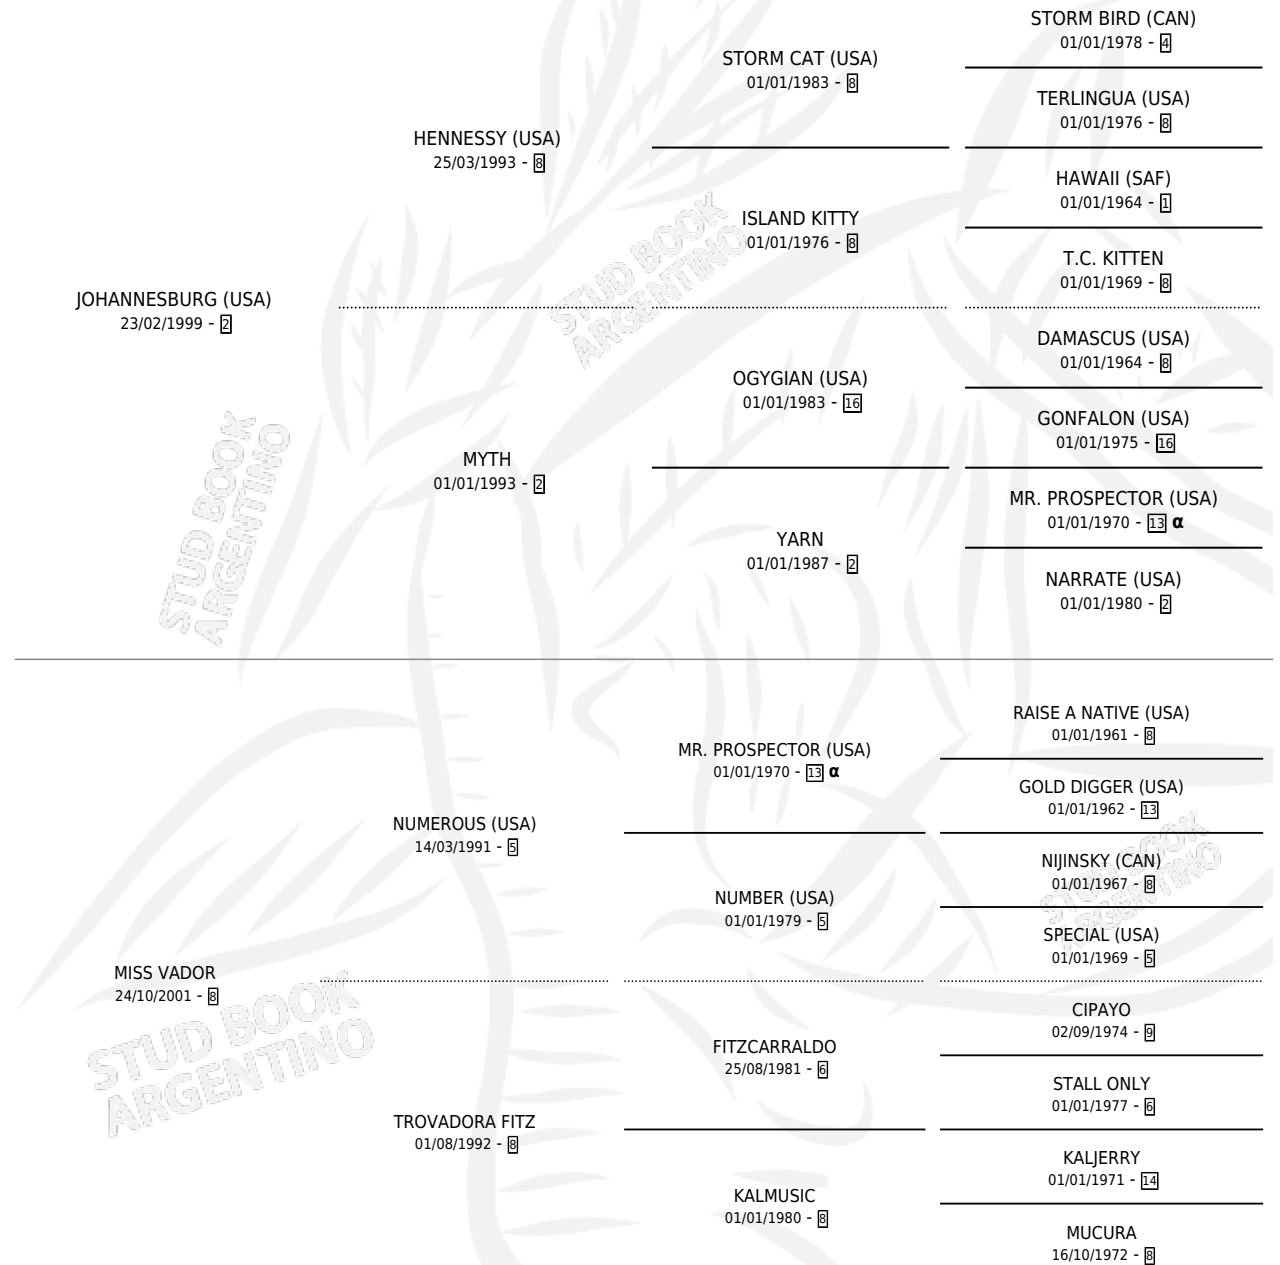 STORM BIRD (CAN)
01/01/1978 - 4
STORM CAT (USA)
01/01/1983 - 8
TERLINGUA (USA)
01/01/1976 - 8
HENNESSY (USA)
25/03/1993 - 8
HAWAII (SAF)
01/01/1964 - 1
ISLAND KITTY
01/01/1976 - 8
T.C. KITTEN
01/01/1969 - 8
JOHANNESBURG (USA)
23/02/1999 - 2
DAMASCUS (USA)
01/01/1964 - 8
OGYGIAN (USA)
01/01/1983 - 16
GONFALON (USA)
01/01/1975 - 16
MYTH
01/01/1993 - 2
MR. PROSPECTOR (USA)
01/01/1970 - 13 α
YARN
01/01/1987 - 2
NARRATE (USA)
01/01/1980 - 2
RAISE A NATIVE (USA)
01/01/1961 - 8
MR. PROSPECTOR (USA)
01/01/1970 - 13 α
GOLD DIGGER (USA)
01/01/1962 - 13
NUMEROUS (USA)
14/03/1991 - 5
NIJINSKY (CAN)
01/01/1967 - 8
NUMBER (USA)
01/01/1979 - 5
SPECIAL (USA)
01/01/1969 - 5
MISS VADOR
24/10/2001 - 8
CIPAYO
02/09/1974 - 9
FITZCARRALDO
25/08/1981 - 6
STALL ONLY
01/01/1977 - 6
TROVADORA FITZ
01/08/1992 - 8
KALJERRY
01/01/1971 - 14
KALMUSIC
01/01/1980 - 8
MUCURA
16/10/1972 - 8
STUD BOOK
ARGENTINO
STUD BOOK
ARGENTINO
STUD BOOK
ARGENTINO
STUD BOOK
ARGENTINO